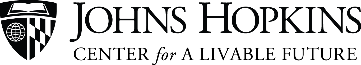 JOHNS HOPKINS
CENTER for A LIVABLE FUTURE